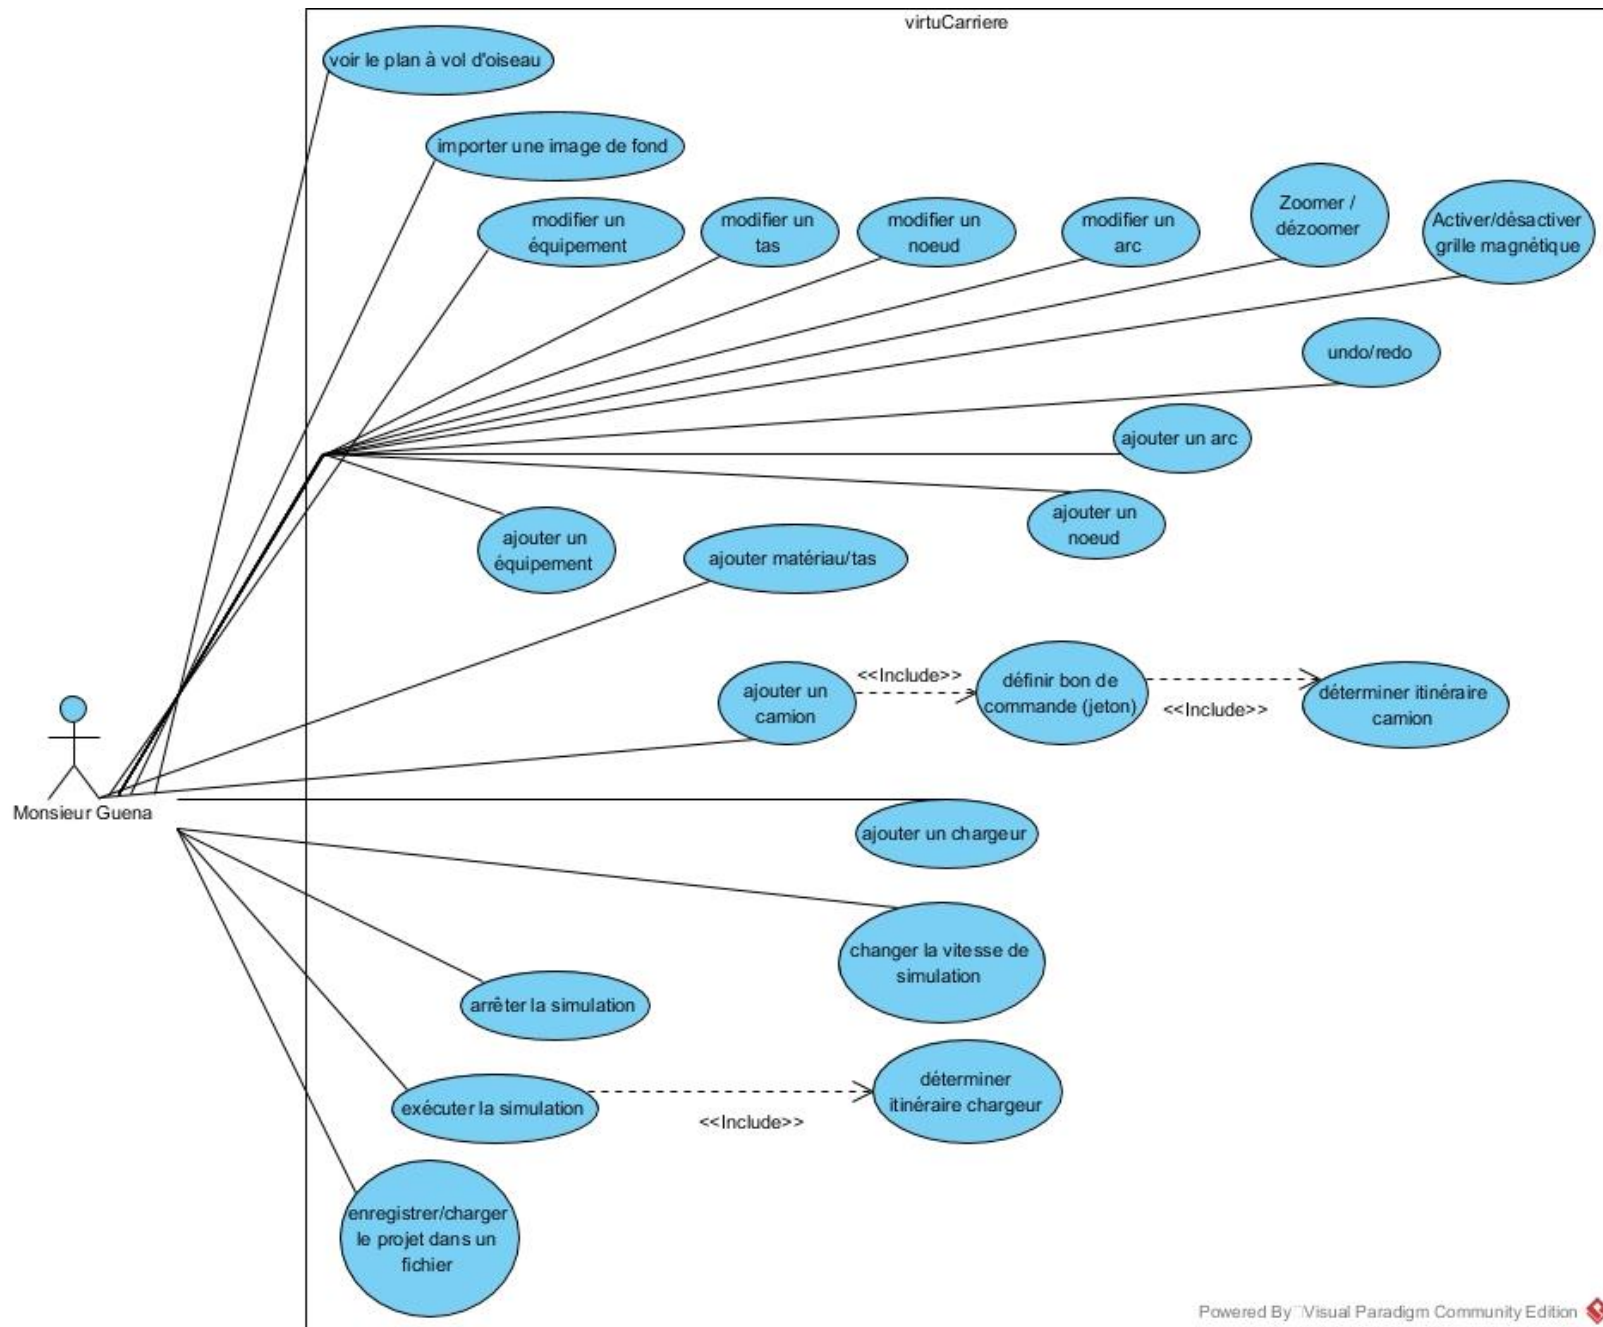 virtuCarriere
voir le plan à vol d'oiseau
importer une image de fond
modifier un
équipement
modifier un
tas
modifier un
noeud
modifier un
arc
Zoomer /
dézoomer
Activer/désactiver
grille magnétique
undo/redo
ajouter un arc
ajouter un
noeud
ajouter un
équipement
ajouter matériau/tas
ajouter un
camion
<<Include>>
définir bon de
commande (jeton)
<<Include>>
déterminer itinéraire
camion
Monsieur Guena
ajouter un chargeur
changer la vitesse de
simulation
arrêter la simulation
exécuter la simulation
<<Include>>
déterminer
itinéraire chargeur
enregistrer/charger
le projet dans un
fichier
Powered By Visual Paradigm Community Edition